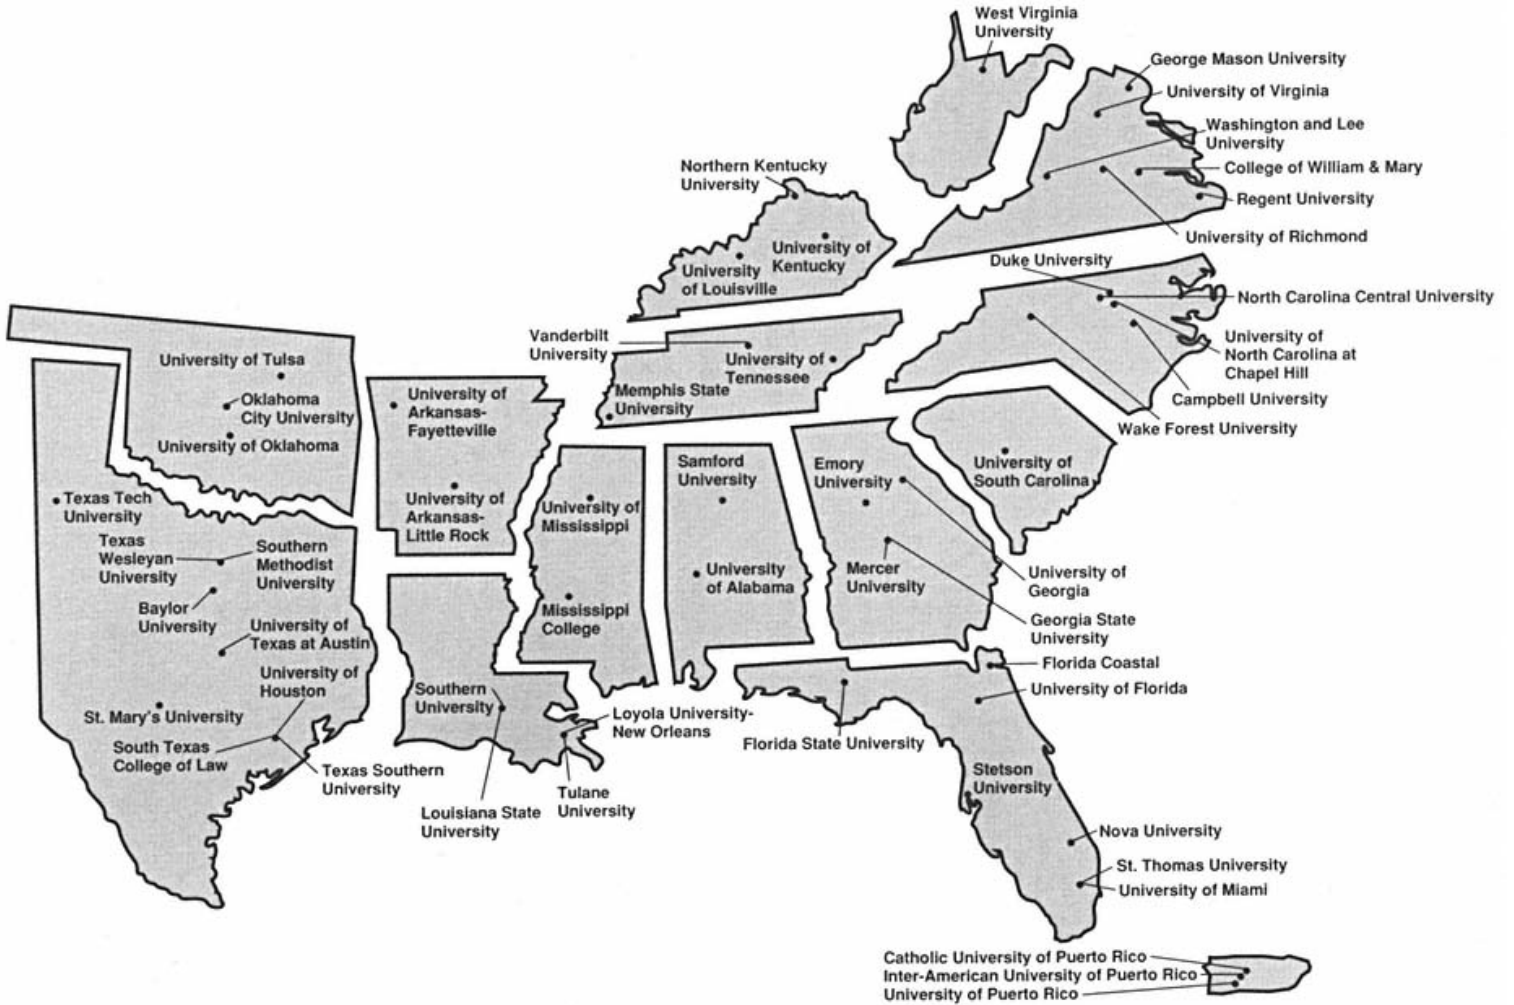 West Virginia
University
George Mason University
University of Virginia
Washington and Lee
University
College of William & Mary
Regent University
University of Richmond
Northern Kentucky
University
University of
Kentucky
University
of Louisville
Duke University
North Carolina Central University
University of
North Carolina at
Chapel Hill
Campbell University
Wake Forest University
Vanderbilt
University
University of
Tennessee
Memphis State
University
University of Tulsa
Oklahoma
City University
University of Oklahoma
University of
Arkansas-
Fayetteville
University of
Arkansas-
Little Rock
Texas Tech
University
Texas
Wesleyan
University
Southern
Methodist
University
Baylor
University
University of
Texas at Austin
University of
Houston
St. Mary's University
South Texas
College of Law
Texas Southern
University
University of
Mississippi
Mississippi
College
Samford
University
University
of Alabama
Emory
University
Mercer
University
University of
South Carolina
University of
Georgia
Georgia State
University
Southern
University
Loyola University-
New Orleans
Louisiana State
University
Tulane
University
Florida Coastal
University of Florida
Florida State University
Stetson
University
Nova University
St. Thomas University
University of Miami
Catholic University of Puerto Rico
Inter-American University of Puerto Rico
University of Puerto Rico